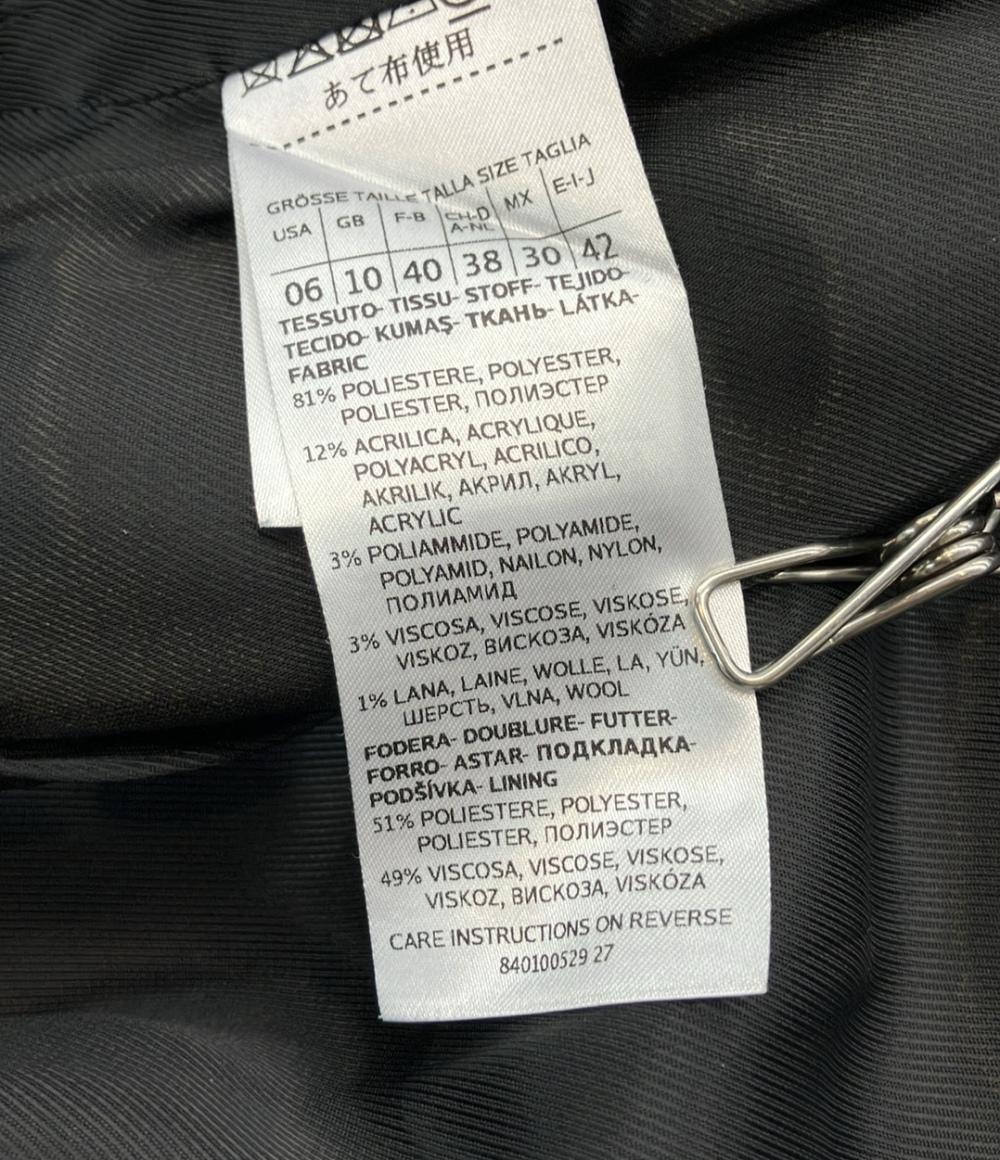 あて布使用
GRÖSSE TAILLE TALLA SIZE TAGLIA
USA GB F-B CH-D A-NL MX E-I-J
06 10 40 38 30 42
TESSUTO- TISSU- STOFF- TEJIDO-
TECIDO- KUMAŞ- ТКАНЬ- LÁTKA-
FABRIC
81% POLIESTERE, POLYESTER,
POLIESTER, ПОЛИЭСТЕР
12% ACRILICA, ACRYLIQUE,
POLYACRYL, ACRILICO,
AKRILIK, АКРИЛ, AKRYL,
ACRYLIC
3% POLIAMMIDE, POLYAMIDE,
POLYAMID, NAILON, NYLON,
ПОЛИАМИД
3% VISCOSA, VISCOSE, VISKOSE,
VISKOZ, ВИСКОЗА, VISKÓZA
1% LANA, LAINE, WOLLE, LA, YÜN,
ШЕРСТЬ, VLNA, WOOL
FODERA- DOUBLURE- FUTTER-
FORRO- ASTAR- ПОДКЛАДКА-
PODŠÍVKA- LINING
51% POLIESTERE, POLYESTER,
POLIESTER, ПОЛИЭСТЕР
49% VISCOSA, VISCOSE, VISKOSE,
VISKOZ, ВИСКОЗА, VISKÓZA
CARE INSTRUCTIONS ON REVERSE
840100529 27